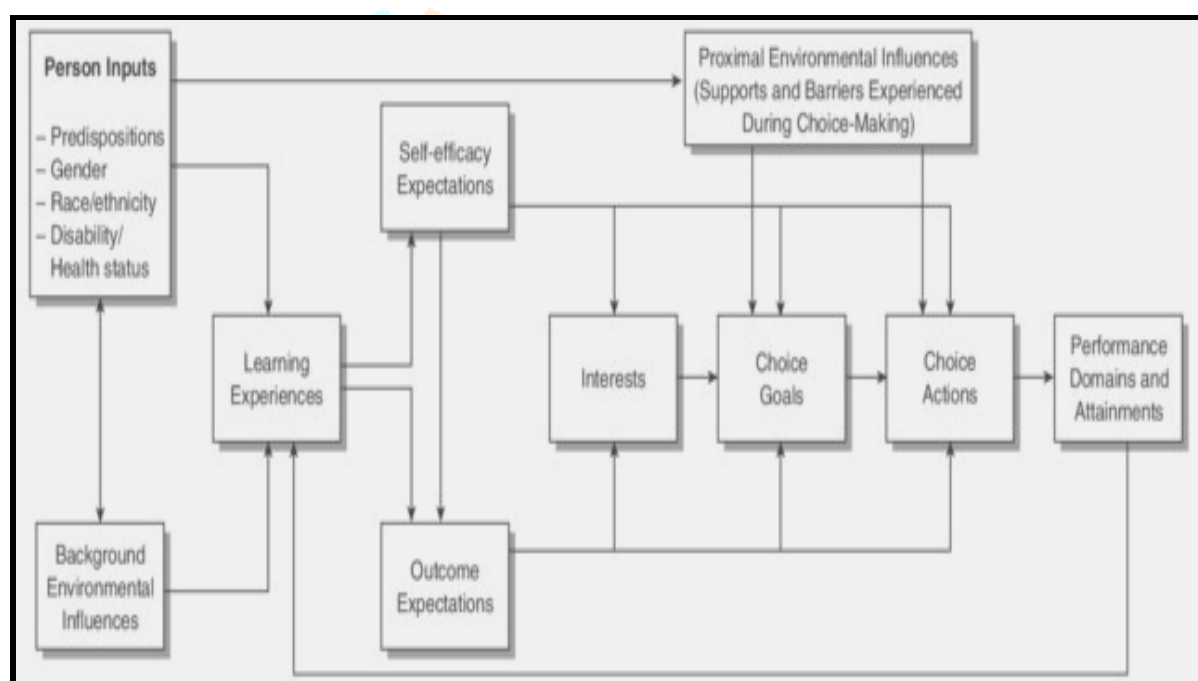 Person Inputs
– Predispositions
– Gender
– Race/ethnicity
– Disability/
Health status
Proximal Environmental Influences
(Supports and Barriers Experienced
During Choice-Making)
Self-efficacy
Expectations
Learning
Experiences
Interests
Choice
Goals
Choice
Actions
Performance
Domains and
Attainments
Background
Environmental
Influences
Outcome
Expectations